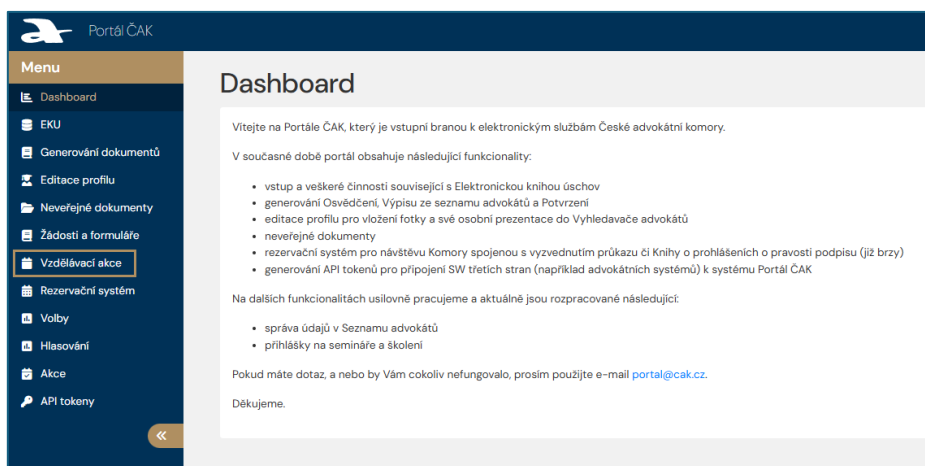 Portál ČAK
Menu
Dashboard
EKU
Generování dokumentů
Editace profilu
Neveřejné dokumenty
Žádosti a formuláře
Vzdělávací akce
Rezervační systém
Volby
Hlasování
Akce
API tokeny
Dashboard
Vítejte na Portále ČAK, který je vstupní branou k elektronickým službám České advokátní komory.
V současné době portál obsahuje následující funkcionality:
• vstup a veškeré činnosti související s Elektronickou knihou úschov
• generování Osvědčení, Výpisu ze seznamu advokátů a Potvrzení
• editace profilu pro vložení fotky a své osobní prezentace do Vyhledavače advokátů
• neveřejné dokumenty
• rezervační systém pro návštěvu Komory spojenou s vyzvednutím průkazu či Knihy o prohlášeních o pravosti podpisu (již brzy)
• generování API tokenů pro připojení SW třetích stran (například advokátních systémů) k systému Portál ČAK
Na dalších funkcionalitách usilovně pracujeme a aktuálně jsou rozpracované následující:
• správa údajů v Seznamu advokátů
• přihlášky na semináře a školení
Pokud máte dotaz, a nebo by Vám cokoliv nefungovalo, prosím použijte e-mail portal@cak.cz.
Děkujeme.